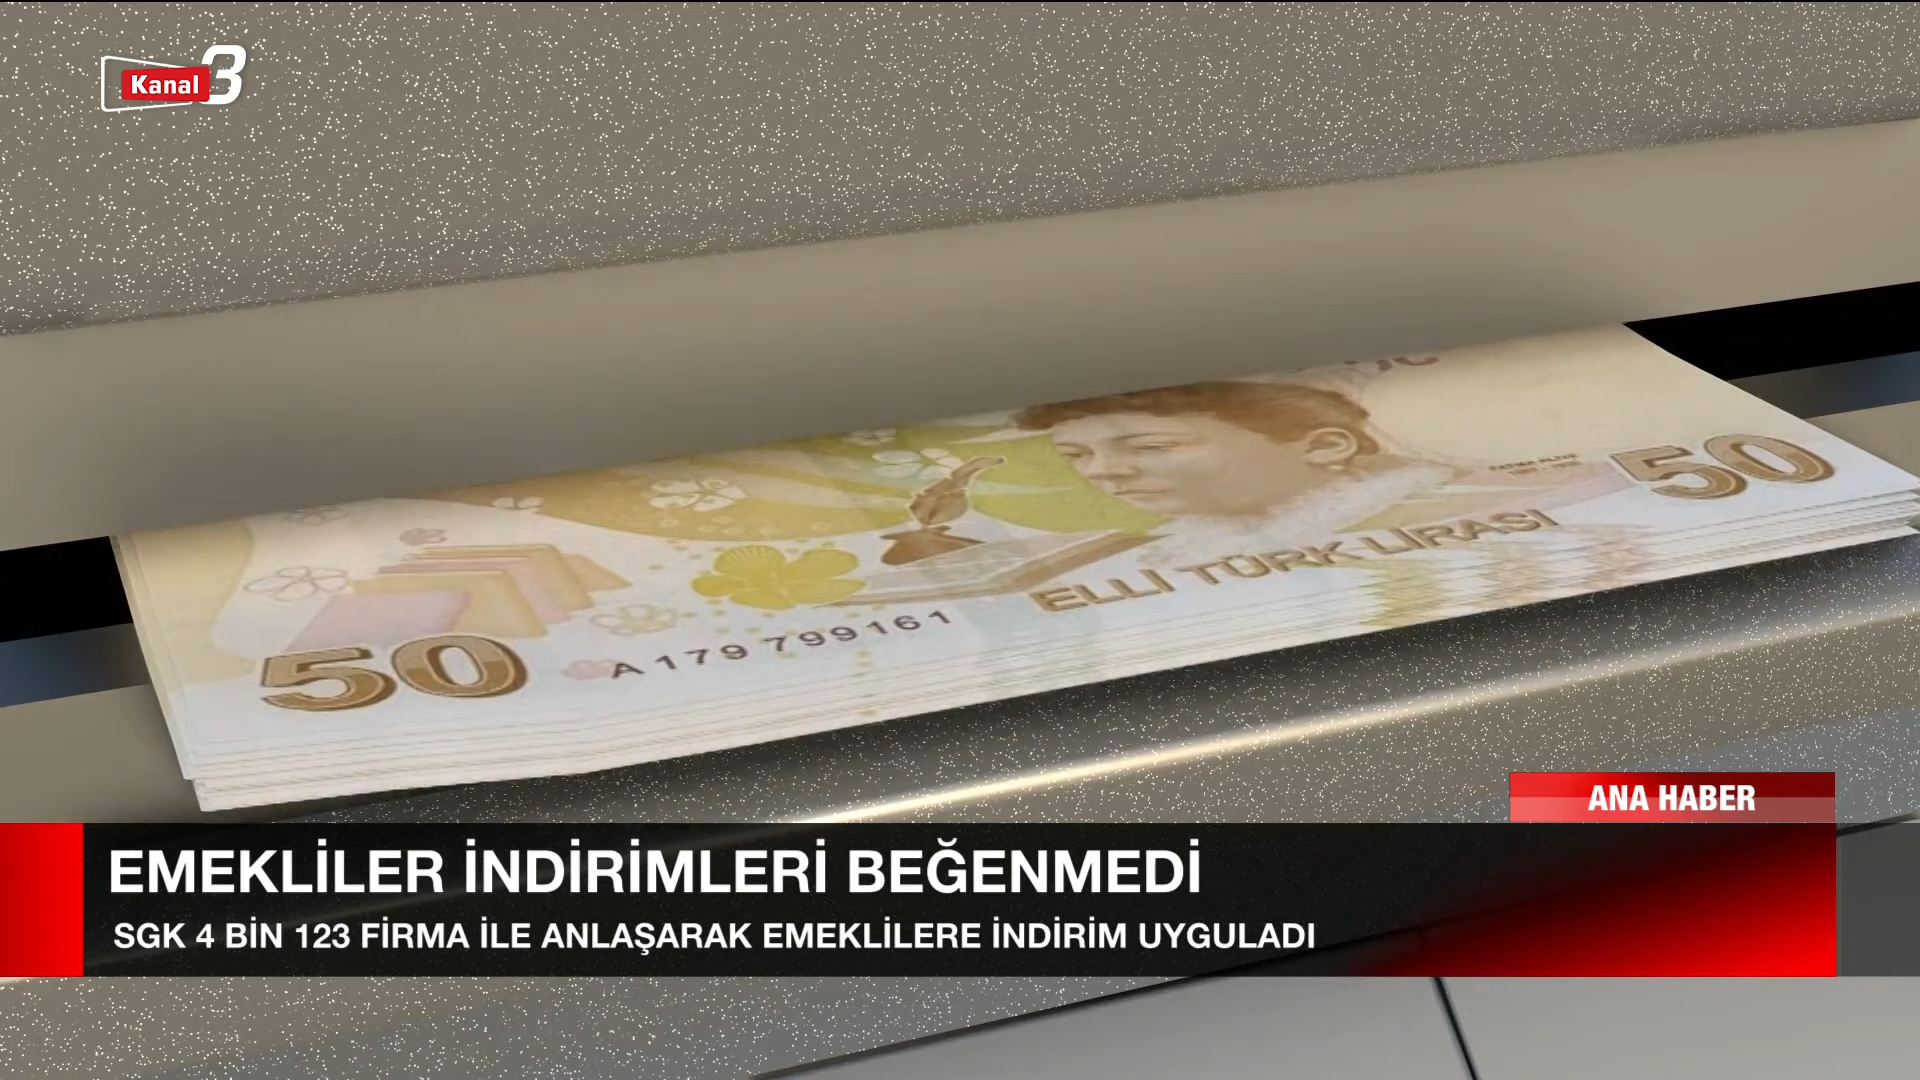 Kanal 3
50
ELLİ TÜRK LİRASI
A179 799161
50
ANA HABER
EMEKLİLER İNDİRİMLERİ BEĞENMEDİ
SGK 4 BİN 123 FİRMA İLE ANLAŞARAK EMEKLİLERE İNDİRİM UYGULADI